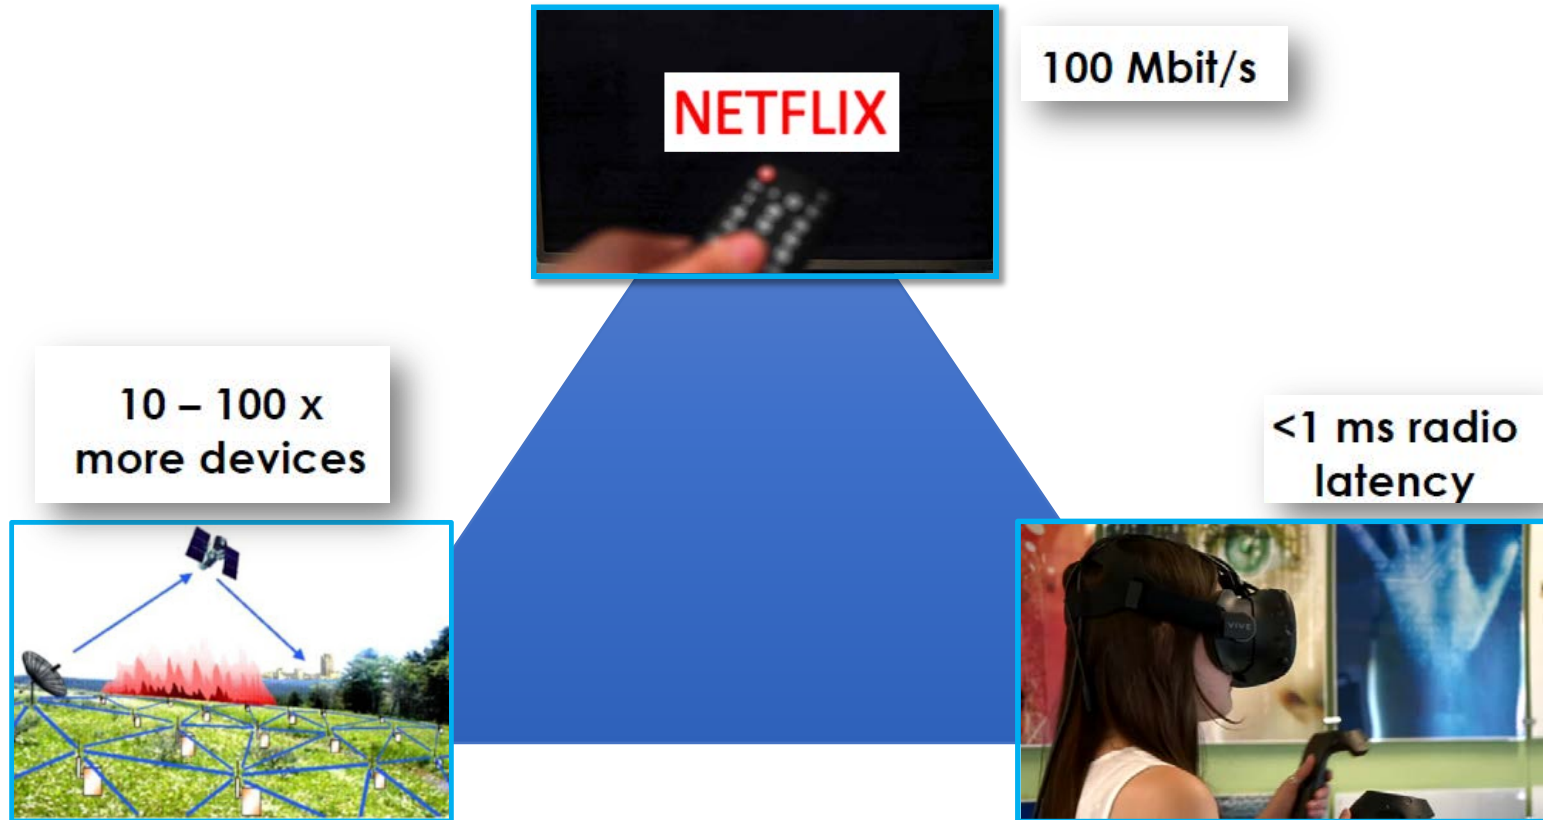 NETFLIX
100 Mbit/s
10 – 100 x
more devices
<1 ms radio
latency
VIVE